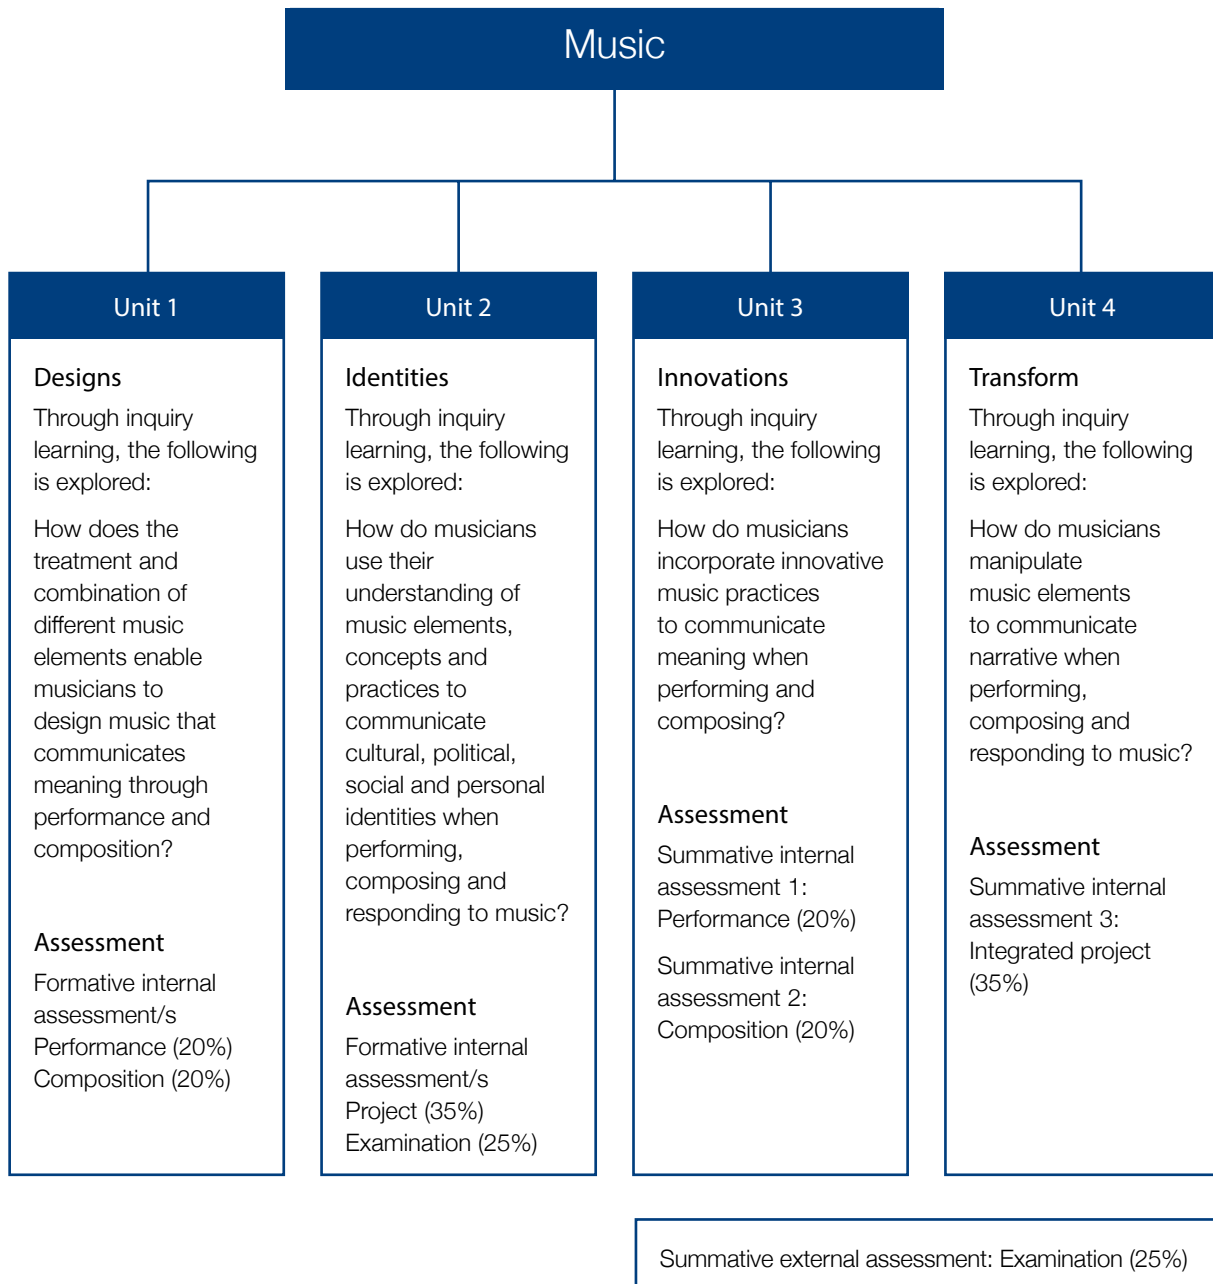 Music
Unit 1
Designs
Through inquiry
learning, the following
is explored:
How does the
treatment and
combination of
different music
elements enable
musicians to
design music that
communicates
meaning through
performance and
composition?
Assessment
Formative internal
assessment/s
Performance (20%)
Composition (20%)
Unit 2
Identities
Through inquiry
learning, the following
is explored:
How do musicians
use their
understanding of
music elements,
concepts and
practices to
communicate
cultural, political,
social and personal
identities when
performing,
composing and
responding to music?
Assessment
Formative internal
assessment/s
Project (35%)
Examination (25%)
Unit 3
Innovations
Through inquiry
learning, the following
is explored:
How do musicians
incorporate innovative
music practices
to communicate
meaning when
performing and
composing?
Assessment
Summative internal
assessment 1:
Performance (20%)
Summative internal
assessment 2:
Composition (20%)
Unit 4
Transform
Through inquiry
learning, the following
is explored:
How do musicians
manipulate
music elements
to communicate
narrative when
performing,
composing and
responding to music?
Assessment
Summative internal
assessment 3:
Integrated project
(35%)
Summative external assessment: Examination (25%)